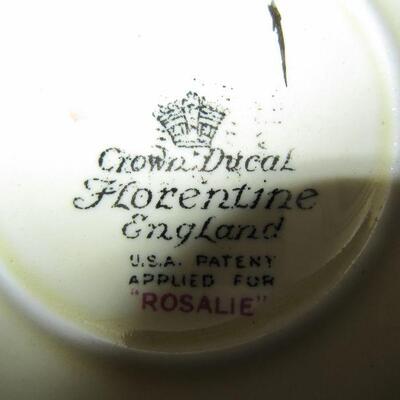 Crown Ducal
Florentine
England
U.S.A. PATENT
APPLIED FOR
"ROSALIE"